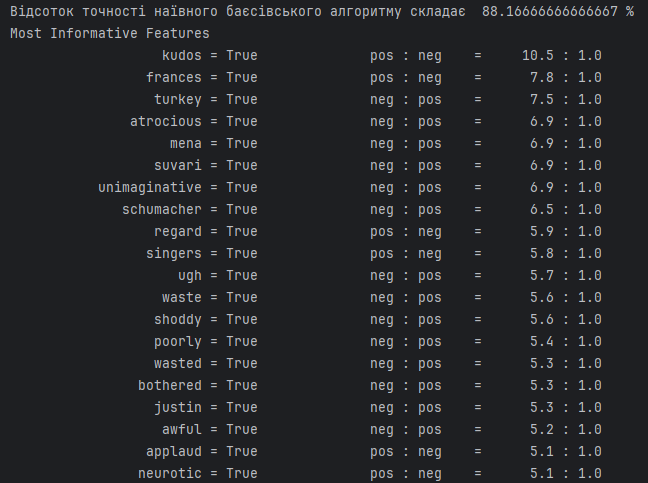 Відсоток точності наївного баєсівського алгоритму складає  88.16666666666667 %
Most Informative Features
kudos = True pos : neg = 10.5 : 1.0
frances = True pos : neg = 7.8 : 1.0
turkey = True neg : pos = 7.5 : 1.0
atrocious = True neg : pos = 6.9 : 1.0
mena = True neg : pos = 6.9 : 1.0
suvari = True neg : pos = 6.9 : 1.0
unimaginative = True neg : pos = 6.9 : 1.0
schumacher = True neg : pos = 6.5 : 1.0
regard = True pos : neg = 5.9 : 1.0
singers = True pos : neg = 5.8 : 1.0
ugh = True neg : pos = 5.7 : 1.0
waste = True neg : pos = 5.6 : 1.0
shoddy = True neg : pos = 5.6 : 1.0
poorly = True neg : pos = 5.4 : 1.0
wasted = True neg : pos = 5.3 : 1.0
bothered = True neg : pos = 5.3 : 1.0
justin = True neg : pos = 5.3 : 1.0
awful = True neg : pos = 5.2 : 1.0
applaud = True pos : neg = 5.1 : 1.0
neurotic = True pos : neg = 5.1 : 1.0